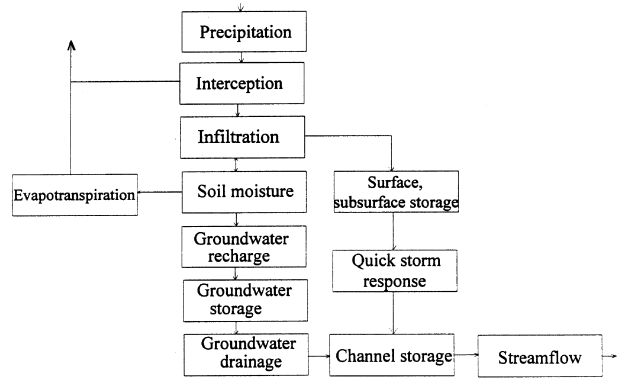 Precipitation
Interception
Infiltration
Evapotranspiration
Soil moisture
Surface,
subsurface storage
Groundwater
recharge
Quick storm
response
Groundwater
storage
Groundwater
drainage
Channel storage
Streamflow